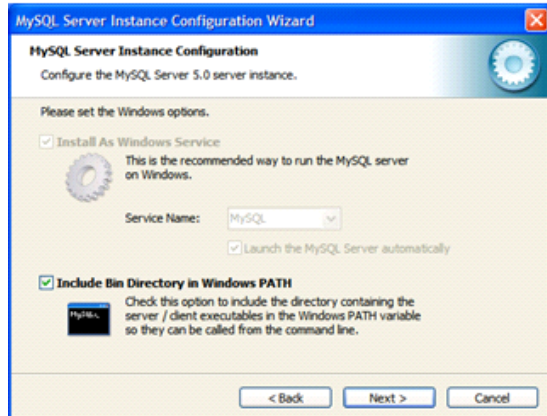 MySQL Server Instance Configuration Wizard
MySQL Server Instance Configuration
Configure the MySQL Server 5.0 server instance.
Please set the Windows options.
Install As Windows Service
This is the recommended way to run the MySQL server
on Windows.
Service Name: MySQL
Launch the MySQL Server automatically
Include Bin Directory in Windows PATH
Check this option to include the directory containing the
server / client executables in the Windows PATH variable
so they can be called from the command line.
< Back Next > Cancel